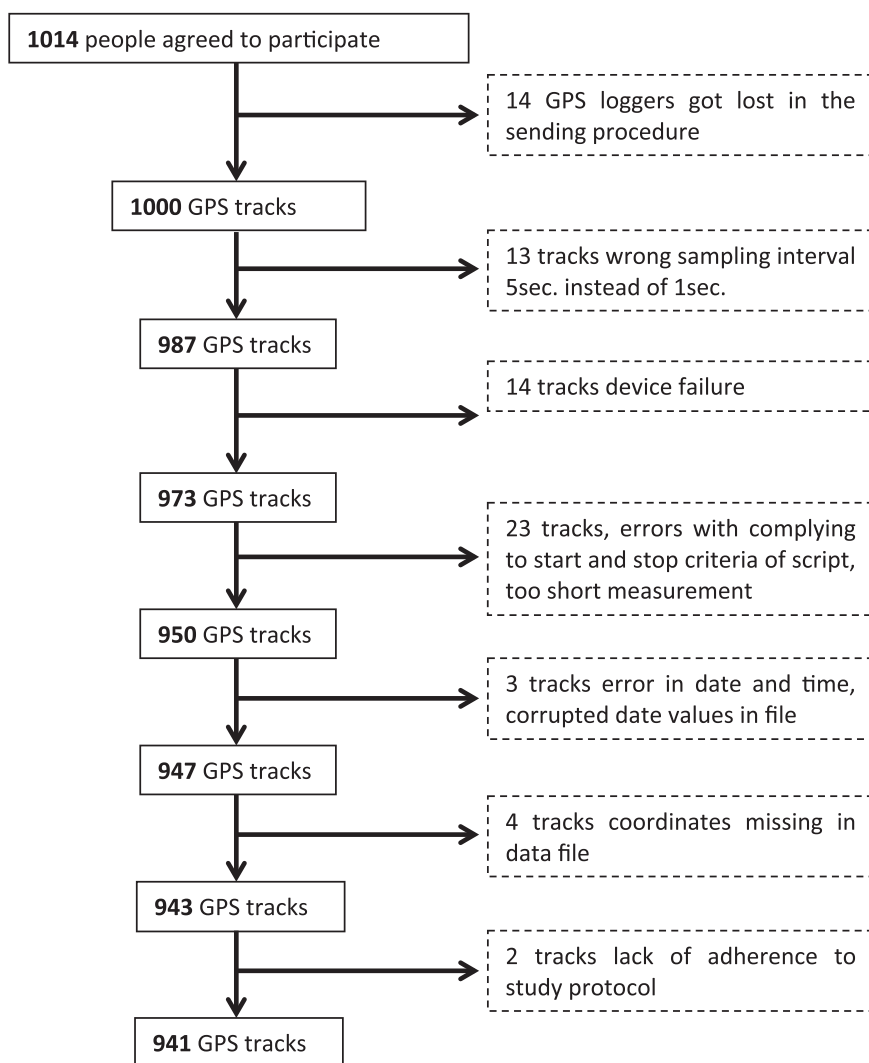 1014 people agreed to participate
14 GPS loggers got lost in the
sending procedure
1000 GPS tracks
13 tracks wrong sampling interval
5sec. instead of 1sec.
987 GPS tracks
14 tracks device failure
973 GPS tracks
23 tracks, errors with complying
to start and stop criteria of script,
too short measurement
950 GPS tracks
3 tracks error in date and time,
corrupted date values in file
947 GPS tracks
4 tracks coordinates missing in
data file
943 GPS tracks
2 tracks lack of adherence to
study protocol
941 GPS tracks